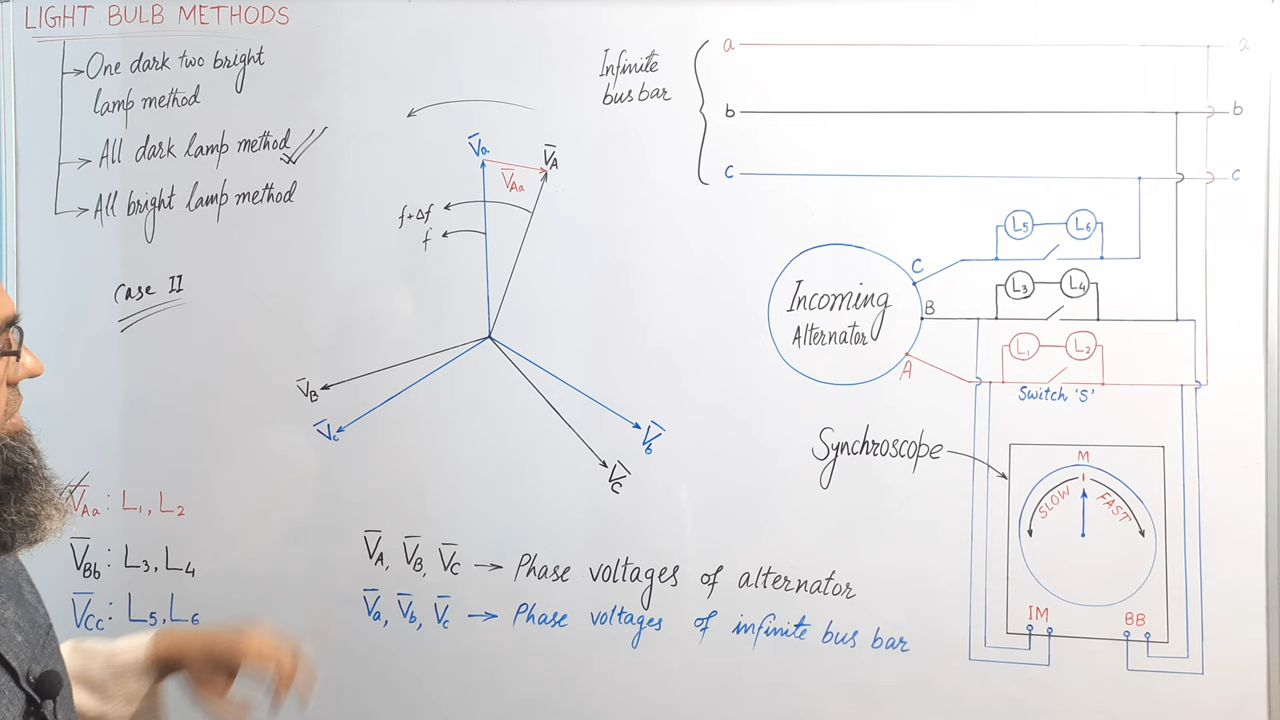 LIGHT BULB METHODS
One dark two bright
lamp method
All dark lamp method
All bright lamp method
Case II
V̅a
V̅A
V̅Aa
f+Δf
f
V̅B
V̅c
V̅b
V̅C
V̅Aa : L₁, L₂
V̅Bb : L₃, L₄
V̅Cc : L₅, L₆
V̅A, V̅B, V̅C → Phase voltages of alternator
V̅a, V̅b, V̅c → Phase voltages of infinite bus bar
Infinite
bus bar
a
a
b
b
c
c
L₅ L₆
L₃ L₄
L₁ L₂
C
B
A
Incoming
Alternator
Switch 'S'
Synchroscope
M
SLOW
FAST
IM
BB